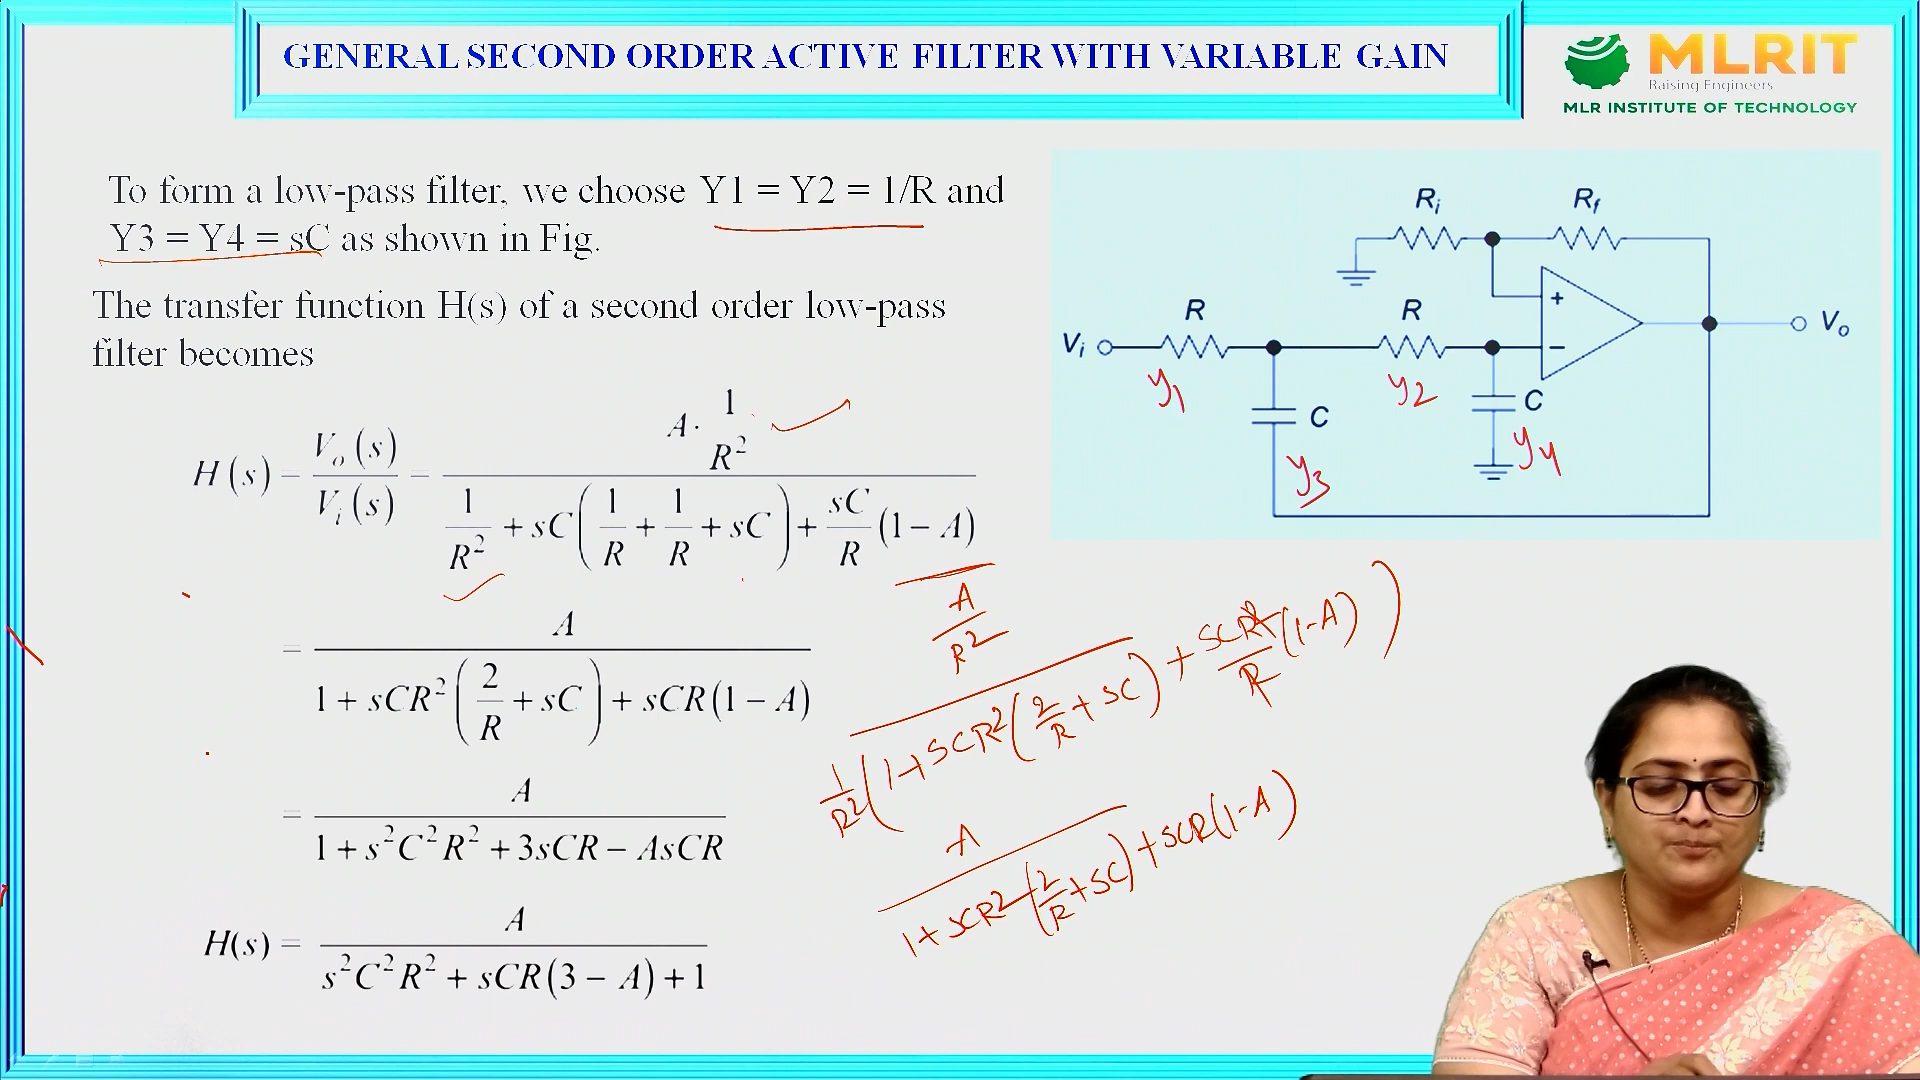 GENERAL SECOND ORDER ACTIVE FILTER WITH VARIABLE GAIN
MLRIT
Raising Engineers
MLR INSTITUTE OF TECHNOLOGY
To form a low-pass filter, we choose Y1 = Y2 = 1/R and
Y3 = Y4 = sC as shown in Fig.
The transfer function H(s) of a second order low-pass
filter becomes
H(s) = Vo(s)/Vi(s) = (A · 1/R²) / (1/R² + sC(1/R + 1/R + sC) + sC/R (1 − A))
= A / (1 + sCR²(2/R + sC) + sCR(1 − A))
= A / (1 + s²C²R² + 3sCR − AsCR)
H(s) = A / (s²C²R² + sCR(3 − A) + 1)
Ri Rf
+
R R
Vi
−
Vo
y1 y2
C C
y3 y4
A/R²
1/R² (1+SCR²(2/R+SC) + SCR²/R (1-A))
A
1+SCR²(2/R+SC)+SCR(1-A)